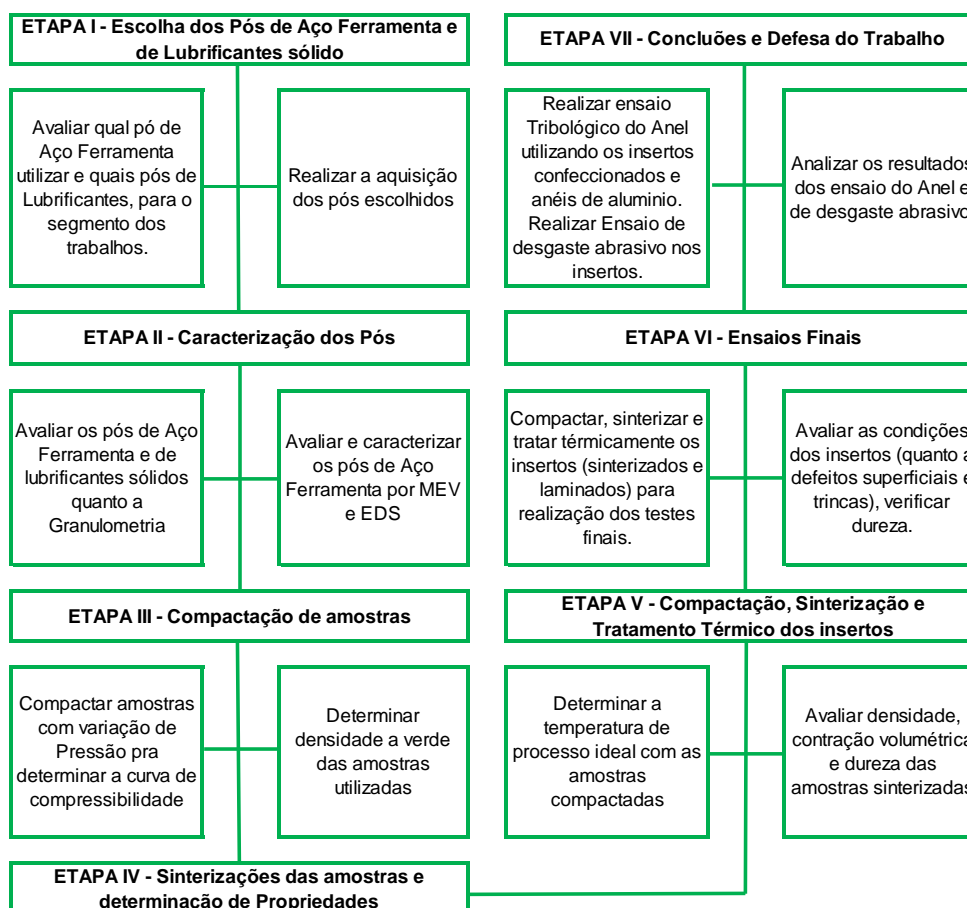 ETAPA I - Escolha dos Pós de Aço Ferramenta e
de Lubrificantes sólido
Avaliar qual pó de
Aço Ferramenta
utilizar e quais pós de
Lubrificantes, para o
segmento dos
trabalhos.
Realizar a aquisição
dos pós escolhidos
ETAPA II - Caracterização dos Pós
Avaliar os pós de Aço
Ferramenta e de
lubrificantes sólidos
quanto a
Granulometria
Avaliar e caracterizar
os pós de Aço
Ferramenta por MEV
e EDS
ETAPA III - Compactação de amostras
Compactar amostras
com variação de
Pressão pra
determinar a curva de
compressibilidade
Determinar
densidade a verde
das amostras
utilizadas
ETAPA IV - Sinterizações das amostras e
determinação de Propriedades
ETAPA VII - Concluões e Defesa do Trabalho
Realizar ensaio
Tribológico do Anel
utilizando os insertos
confeccionados e
anéis de aluminio.
Realizar Ensaio de
desgaste abrasivo nos
insertos.
Analizar os resultados
dos ensaio do Anel e
de desgaste abrasivo
ETAPA VI - Ensaios Finais
Compactar, sinterizar e
tratar térmicamente os
insertos (sinterizados e
laminados) para
realização dos testes
finais.
Avaliar as condições
dos insertos (quanto a
defeitos superficiais e
trincas), verificar
dureza.
ETAPA V - Compactação, Sinterização e
Tratamento Térmico dos insertos
Determinar a
temperatura de
processo ideal com as
amostras
compactadas
Avaliar densidade,
contração volumétrica
e dureza das
amostras sinterizadas